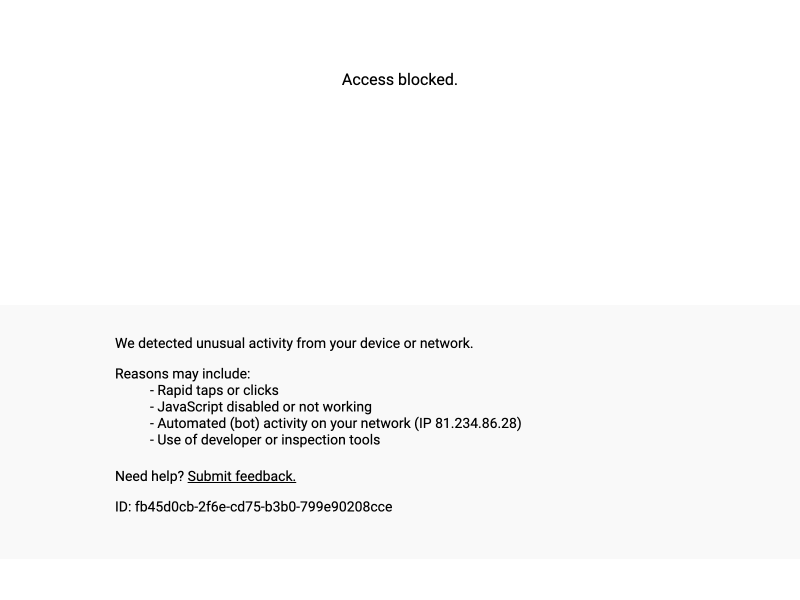 Access blocked.
We detected unusual activity from your device or network.
Reasons may include:
- Rapid taps or clicks
- JavaScript disabled or not working
- Automated (bot) activity on your network (IP 81.234.86.28)
- Use of developer or inspection tools
Need help? Submit feedback.
ID: fb45d0cb-2f6e-cd75-b3b0-799e90208cce